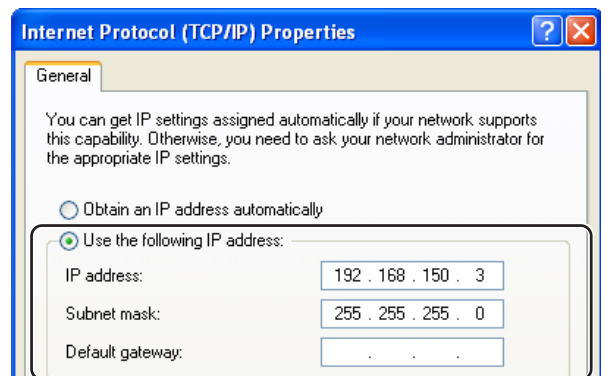 Internet Protocol (TCP/IP) Properties
General
You can get IP settings assigned automatically if your network supports
this capability. Otherwise, you need to ask your network administrator for
the appropriate IP settings.
Obtain an IP address automatically
Use the following IP address:
IP address: 192 . 168 . 150 . 3
Subnet mask: 255 . 255 . 255 . 0
Default gateway: . . .